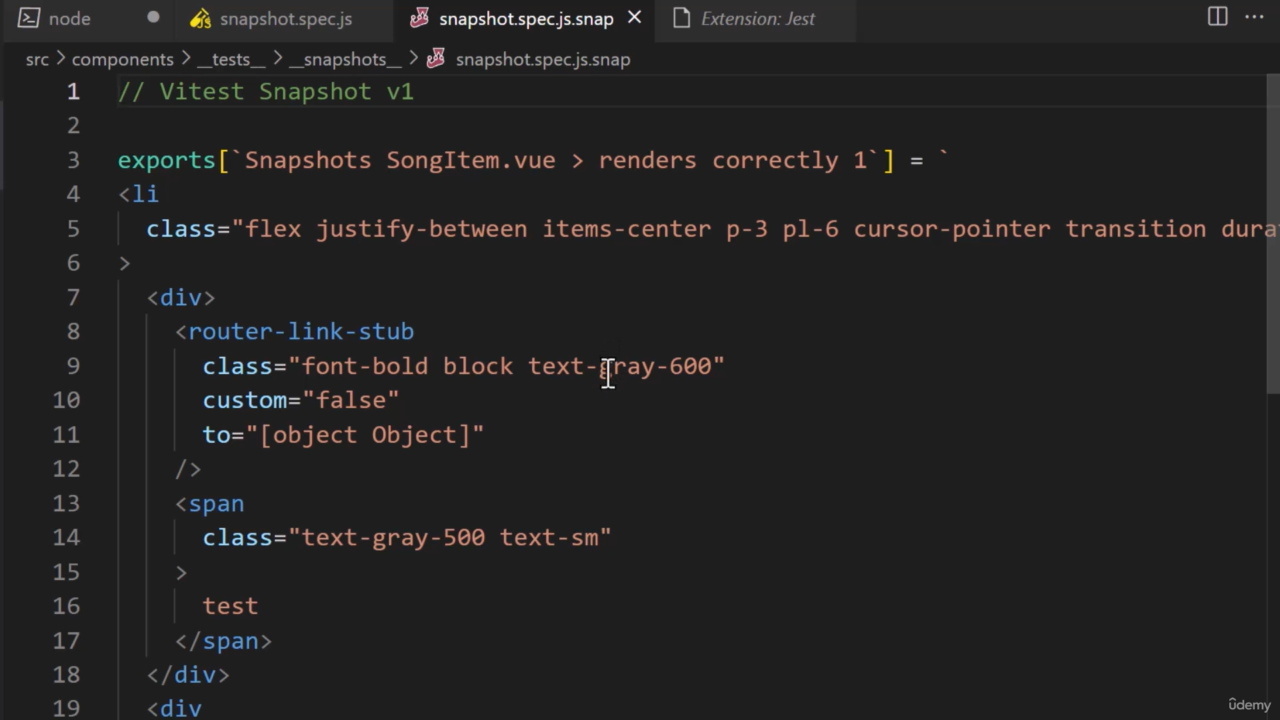 node
snapshot.spec.js
snapshot.spec.js.snap
Extension: Jest
src > components > __tests__ > __snapshots__ > snapshot.spec.js.snap
1 // Vitest Snapshot v1
2
3 exports[`Snapshots SongItem.vue > renders correctly 1`] = `
4 <li
5 class="flex justify-between items-center p-3 pl-6 cursor-pointer transition dura
6 >
7 <div>
8 <router-link-stub
9 class="font-bold block text-gray-600"
10 custom="false"
11 to="[object Object]"
12 />
13 <span
14 class="text-gray-500 text-sm"
15 >
16 test
17 </span>
18 </div>
19 <div
ûdemy